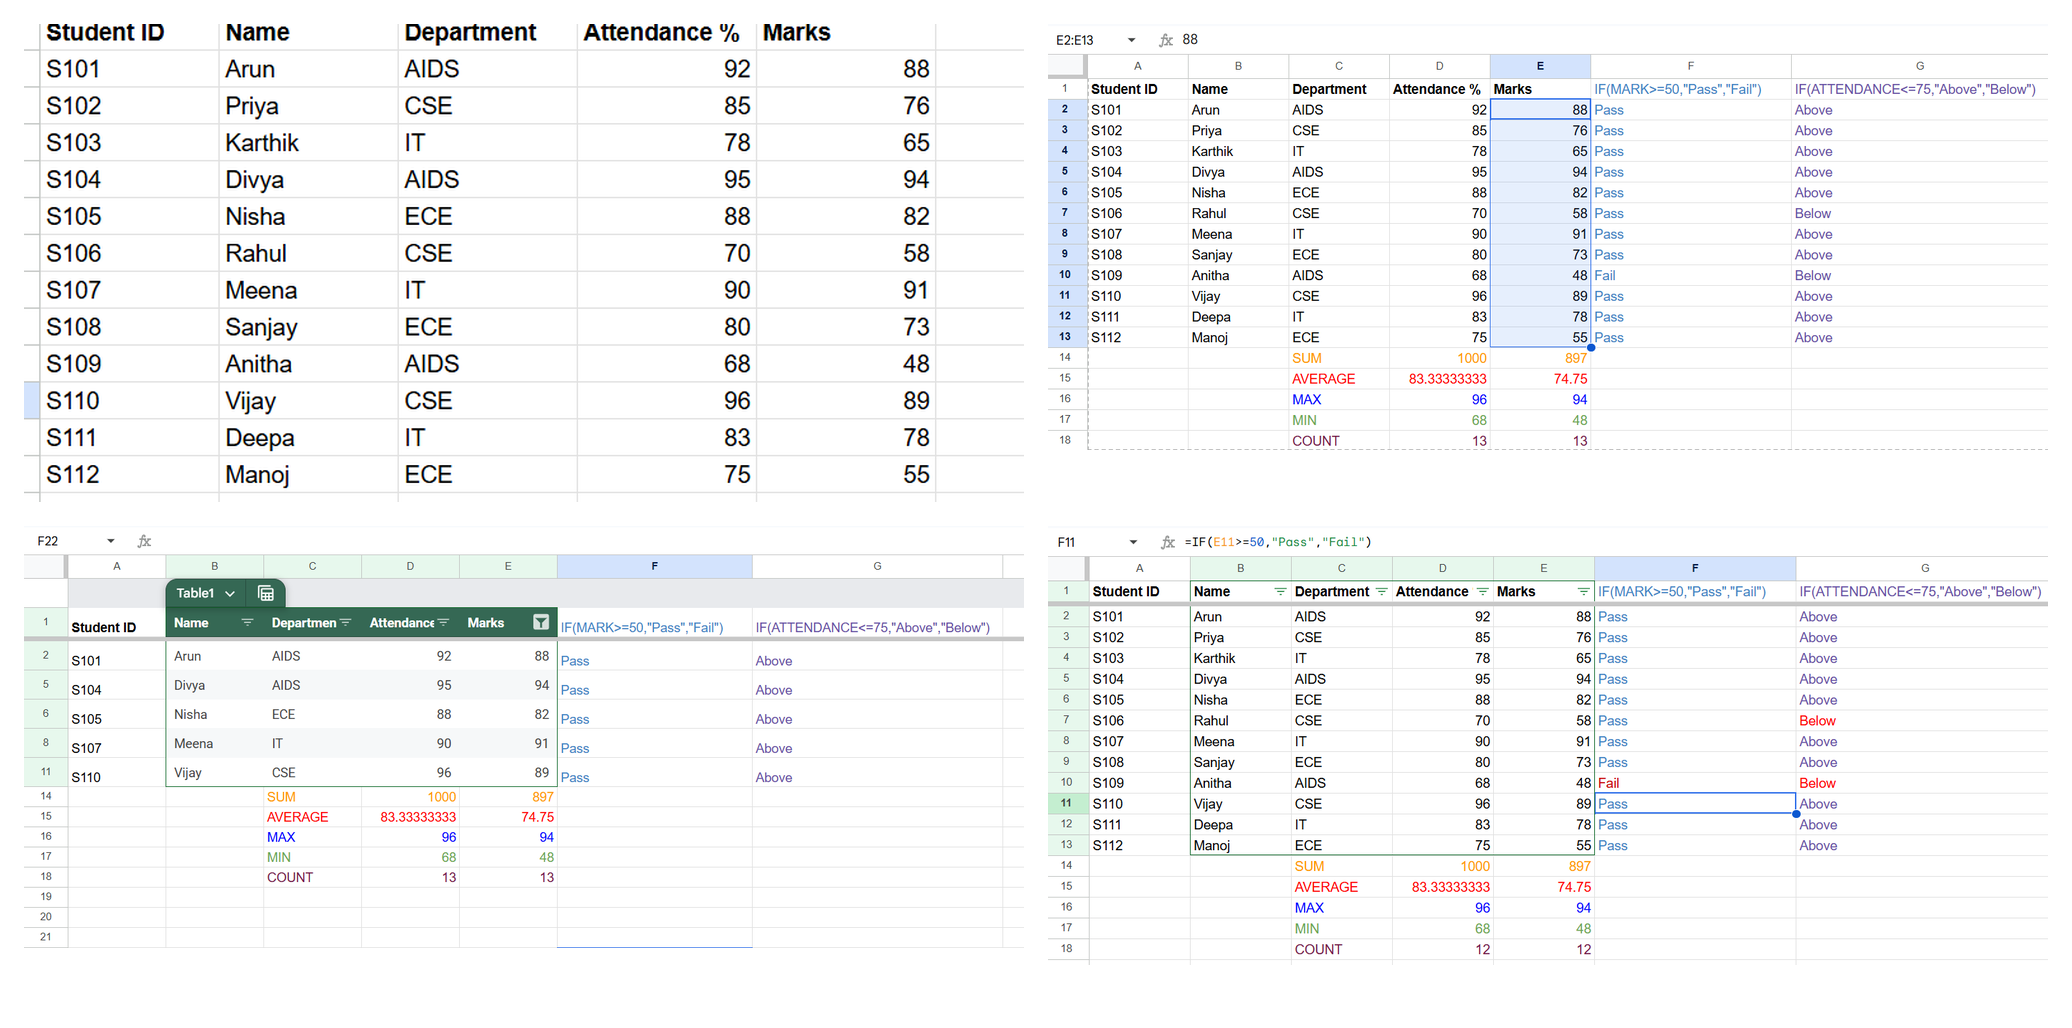 Student ID Name Department Attendance % Marks
S101 Arun AIDS 92 88
S102 Priya CSE 85 76
S103 Karthik IT 78 65
S104 Divya AIDS 95 94
S105 Nisha ECE 88 82
S106 Rahul CSE 70 58
S107 Meena IT 90 91
S108 Sanjay ECE 80 73
S109 Anitha AIDS 68 48
S110 Vijay CSE 96 89
S111 Deepa IT 83 78
S112 Manoj ECE 75 55
E2:E13 fx 88
A B C D E F G
1 Student ID Name Department Attendance % Marks IF(MARK>=50,"Pass","Fail") IF(ATTENDANCE<=75,"Above","Below")
2 S101 Arun AIDS 92 88 Pass Above
3 S102 Priya CSE 85 76 Pass Above
4 S103 Karthik IT 78 65 Pass Above
5 S104 Divya AIDS 95 94 Pass Above
6 S105 Nisha ECE 88 82 Pass Above
7 S106 Rahul CSE 70 58 Pass Below
8 S107 Meena IT 90 91 Pass Above
9 S108 Sanjay ECE 80 73 Pass Above
10 S109 Anitha AIDS 68 48 Fail Below
11 S110 Vijay CSE 96 89 Pass Above
12 S111 Deepa IT 83 78 Pass Above
13 S112 Manoj ECE 75 55 Pass Above
14 SUM 1000 897
15 AVERAGE 83.33333333 74.75
16 MAX 96 94
17 MIN 68 48
18 COUNT 13 13
F22 fx
A B C D E F G
Table1
1 Student ID Name Departmen Attendance Marks IF(MARK>=50,"Pass","Fail") IF(ATTENDANCE<=75,"Above","Below")
2 S101 Arun AIDS 92 88 Pass Above
5 S104 Divya AIDS 95 94 Pass Above
6 S105 Nisha ECE 88 82 Pass Above
8 S107 Meena IT 90 91 Pass Above
11 S110 Vijay CSE 96 89 Pass Above
14 SUM 1000 897
15 AVERAGE 83.33333333 74.75
16 MAX 96 94
17 MIN 68 48
18 COUNT 13 13
19
20
21
F11 fx =IF(E11>=50,"Pass","Fail")
A B C D E F G
1 Student ID Name Department Attendance Marks IF(MARK>=50,"Pass","Fail") IF(ATTENDANCE<=75,"Above","Below")
2 S101 Arun AIDS 92 88 Pass Above
3 S102 Priya CSE 85 76 Pass Above
4 S103 Karthik IT 78 65 Pass Above
5 S104 Divya AIDS 95 94 Pass Above
6 S105 Nisha ECE 88 82 Pass Above
7 S106 Rahul CSE 70 58 Pass Below
8 S107 Meena IT 90 91 Pass Above
9 S108 Sanjay ECE 80 73 Pass Above
10 S109 Anitha AIDS 68 48 Fail Below
11 S110 Vijay CSE 96 89 Pass Above
12 S111 Deepa IT 83 78 Pass Above
13 S112 Manoj ECE 75 55 Pass Above
14 SUM 1000 897
15 AVERAGE 83.33333333 74.75
16 MAX 96 94
17 MIN 68 48
18 COUNT 12 12